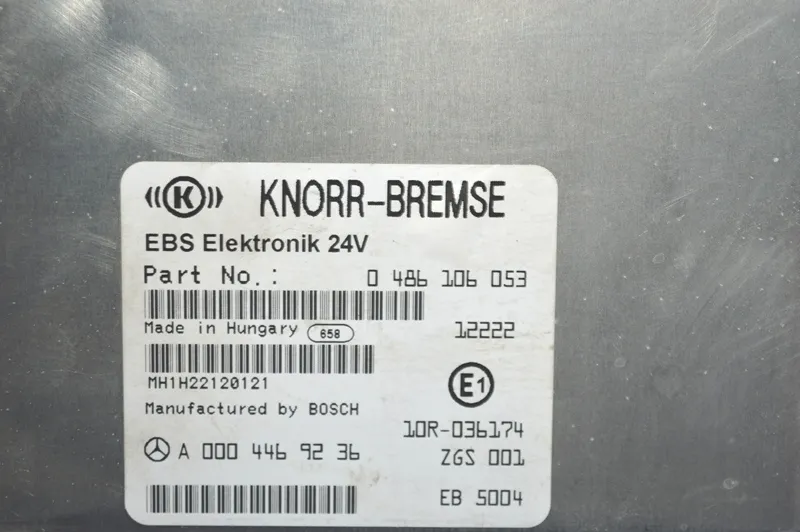 K KNORR-BREMSE
EBS Elektronik 24V
Part No.: 0 486 106 053
Made in Hungary 658 12222
MH1H22120121
E1
Manufactured by BOSCH
10R-036174
A 000 446 92 36 ZGS 001
EB 5004